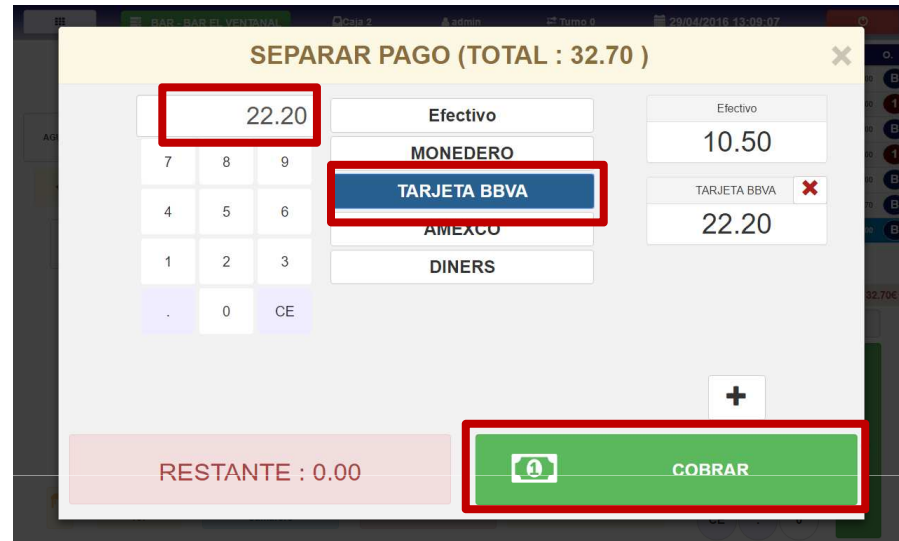 BAR - BAR EL VENTANAL Caja 2 admin Turno 0 29/04/2016 13:09:07
SEPARAR PAGO (TOTAL : 32.70 ) ×
22.20
7 8 9
4 5 6
1 2 3
. 0 CE
Efectivo
MONEDERO
TARJETA BBVA
AMEXCO
DINERS
Efectivo
10.50
TARJETA BBVA
22.20
32.70€
+
RESTANTE : 0.00
1 COBRAR